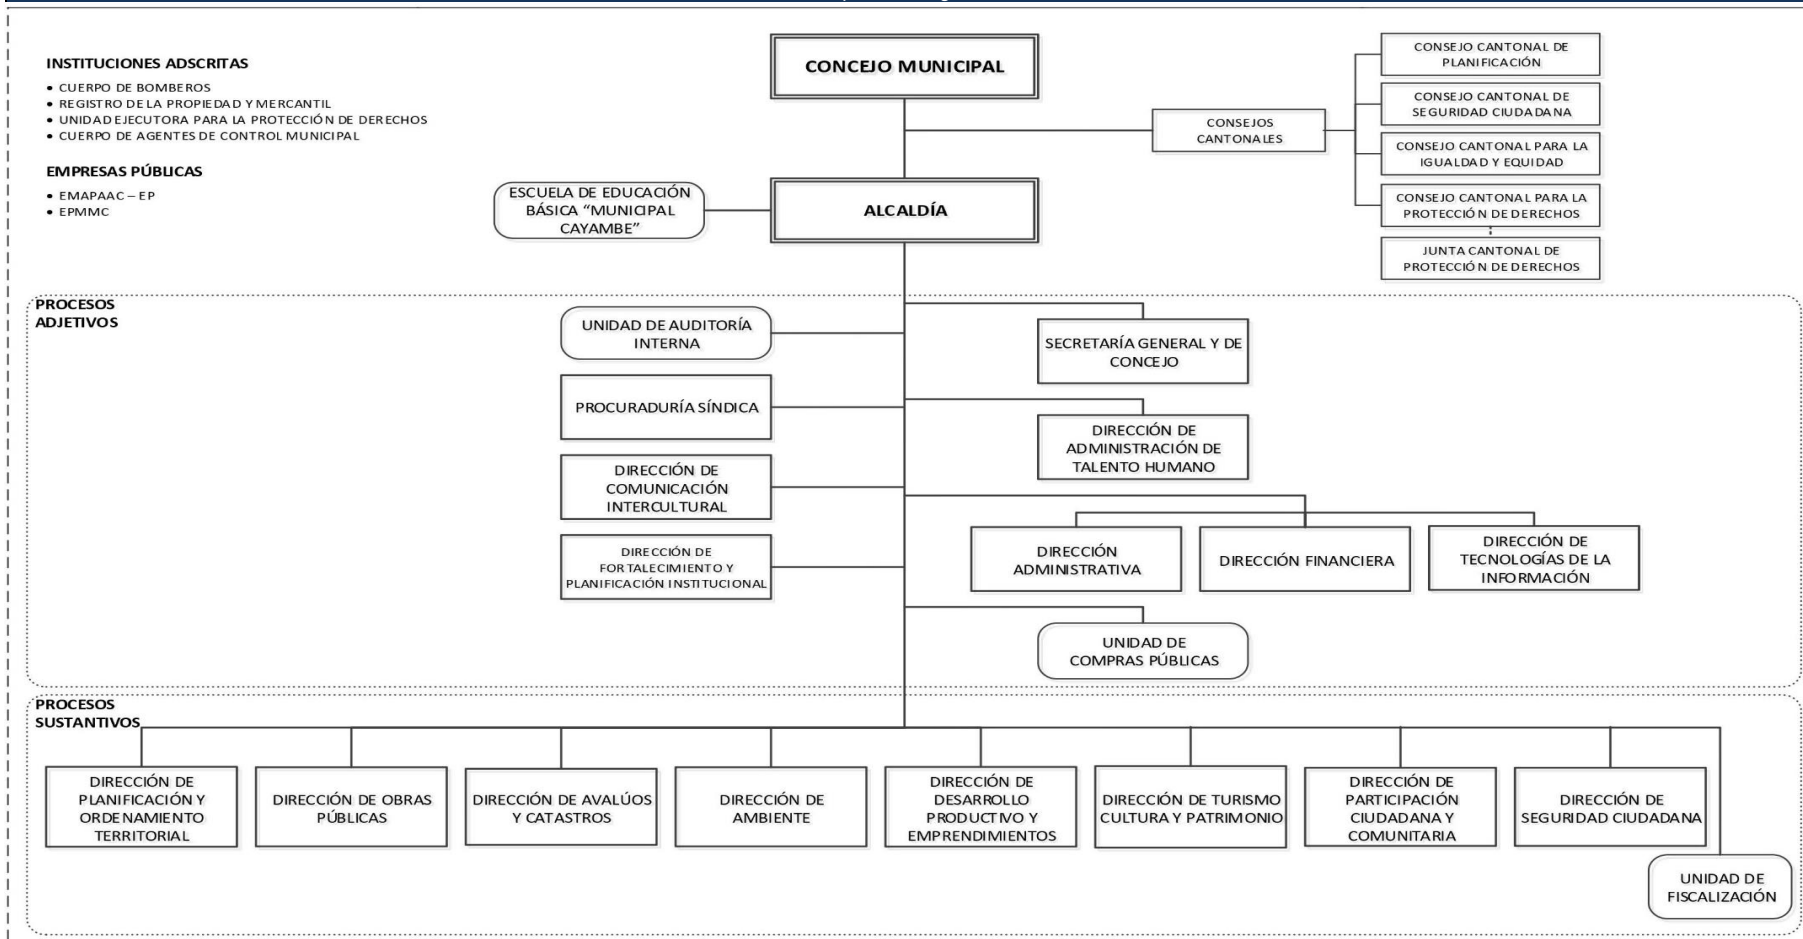 INSTITUCIONES ADSCRITAS
• CUERPO DE BOMBEROS
• REGISTRO DE LA PROPIEDAD Y MERCANTIL
• UNIDAD EJECUTORA PARA LA PROTECCIÓN DE DERECHOS
• CUERPO DE AGENTES DE CONTROL MUNICIPAL
EMPRESAS PÚBLICAS
• EMAPAAC – EP
• EPMMC
CONCEJO MUNICIPAL
CONSEJOS
CANTONALES
CONSEJO CANTONAL DE
PLANIFICACIÓN
CONSEJO CANTONAL DE
SEGURIDAD CIUDADANA
CONSEJO CANTONAL PARA LA
IGUALDAD Y EQUIDAD
CONSEJO CANTONAL PARA LA
PROTECCIÓN DE DERECHOS
JUNTA CANTONAL DE
PROTECCIÓN DE DERECHOS
ESCUELA DE EDUCACIÓN
BÁSICA “MUNICIPAL
CAYAMBE”
ALCALDÍA
PROCESOS
ADJETIVOS
UNIDAD DE AUDITORÍA
INTERNA
SECRETARÍA GENERAL Y DE
CONCEJO
PROCURADURÍA SÍNDICA
DIRECCIÓN DE
ADMINISTRACIÓN DE
TALENTO HUMANO
DIRECCIÓN DE
COMUNICACIÓN
INTERCULTURAL
DIRECCIÓN DE
FORTALECIMIENTO Y
PLANIFICACIÓN INSTITUCIONAL
DIRECCIÓN
ADMINISTRATIVA
DIRECCIÓN FINANCIERA
DIRECCIÓN DE
TECNOLOGÍAS DE LA
INFORMACIÓN
UNIDAD DE
COMPRAS PÚBLICAS
PROCESOS
SUSTANTIVOS
DIRECCIÓN DE
PLANIFICACIÓN Y
ORDENAMIENTO
TERRITORIAL
DIRECCIÓN DE OBRAS
PÚBLICAS
DIRECCIÓN DE AVALÚOS
Y CATASTROS
DIRECCIÓN DE
AMBIENTE
DIRECCIÓN DE
DESARROLLO
PRODUCTIVO Y
EMPRENDIMIENTOS
DIRECCIÓN DE TURISMO
CULTURA Y PATRIMONIO
DIRECCIÓN DE
PARTICIPACIÓN
CIUDADANA Y
COMUNITARIA
DIRECCIÓN DE
SEGURIDAD CIUDADANA
UNIDAD DE
FISCALIZACIÓN